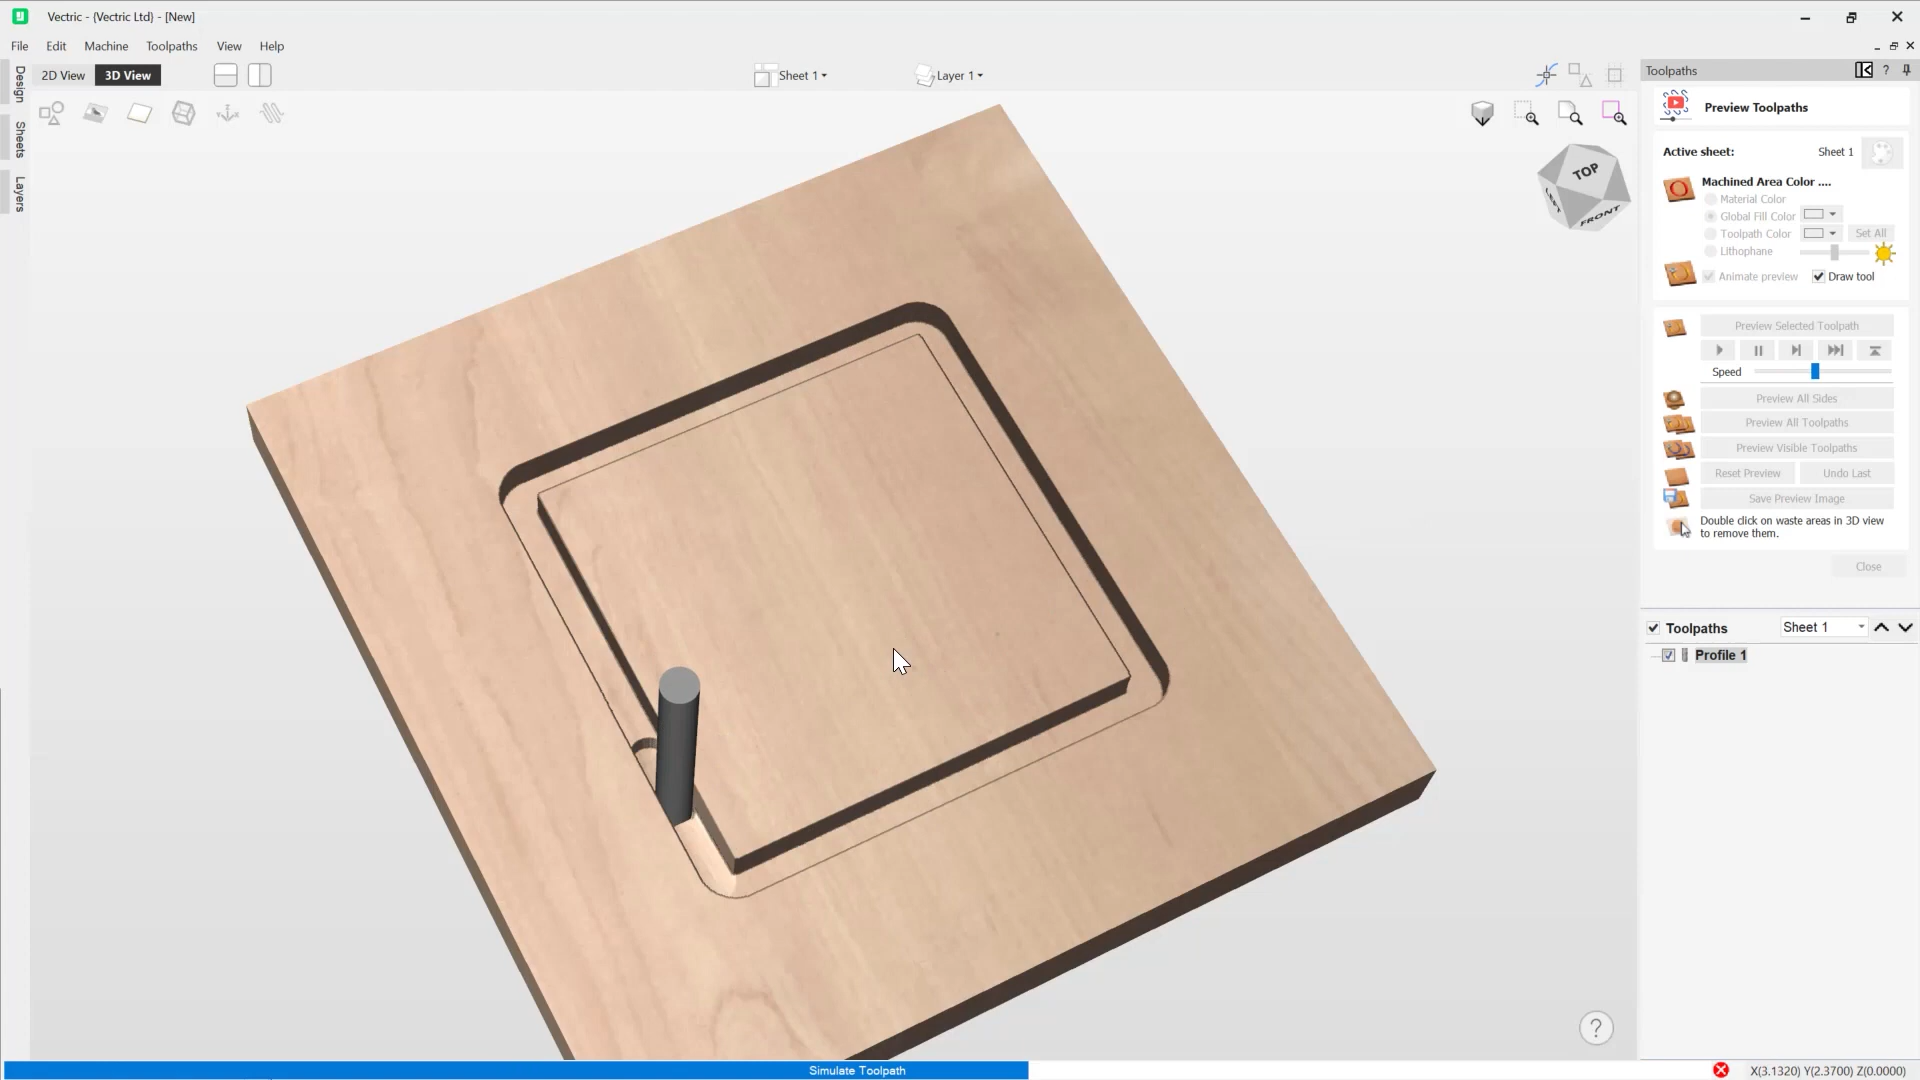 Vectric - {Vectric Ltd} - [New]
File Edit Machine Toolpaths View Help
2D View 3D View Sheet 1 Layer 1
Design
Sheets
Layers
TOP
LEFT
FRONT
Toolpaths ?
Preview Toolpaths
Active sheet: Sheet 1
Machined Area Color ....
Material Color
Global Fill Color
Toolpath Color Set All
Lithophane
Animate preview Draw tool
Preview Selected Toolpath
Speed
Preview All Sides
Preview All Toolpaths
Preview Visible Toolpaths
Reset Preview Undo Last
Save Preview Image
Double click on waste areas in 3D view
to remove them.
Close
Toolpaths Sheet 1
Profile 1
?
Simulate Toolpath
X(3.1320) Y(2.3700) Z(0.0000)